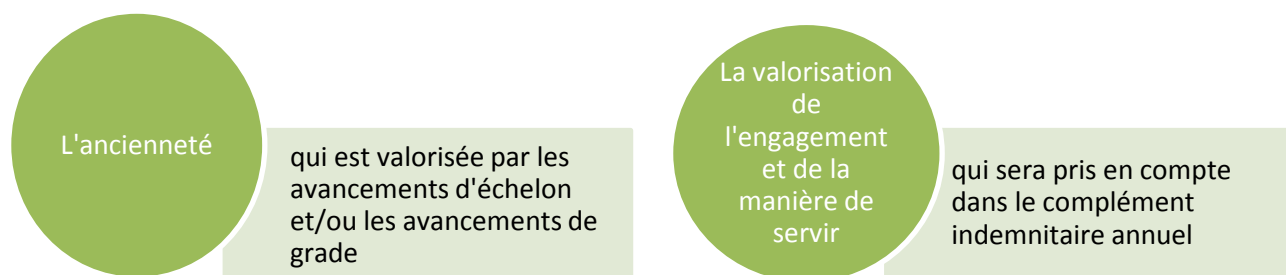 L'ancienneté
qui est valorisée par les
avancements d'échelon
et/ou les avancements de
grade
La valorisation
de
l'engagement
et de la
manière de
servir
qui sera pris en compte
dans le complément
indemnitaire annuel